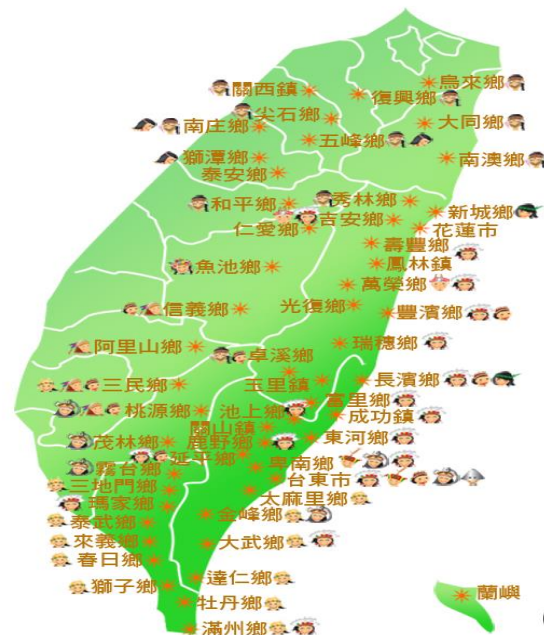 烏來鄉
關西鎮
復興鄉
尖石鄉
南庄鄉
大同鄉
五峰鄉
獅潭鄉
南澳鄉
泰安鄉
和平鄉
秀林鄉
新城鄉
仁愛鄉
吉安鄉
花蓮市
壽豐鄉
魚池鄉
鳳林鎮
萬榮鄉
信義鄉
光復鄉
豐濱鄉
阿里山鄉
瑞穗鄉
卓溪鄉
三民鄉
玉里鎮
長濱鄉
桃源鄉
池上鄉
富里鄉
成功鎮
關山鎮
茂林鄉
鹿野鄉
東河鄉
延平鄉
霧台鄉
卑南鄉
三地門鄉
台東市
瑪家鄉
太麻里鄉
泰武鄉
金峰鄉
來義鄉
大武鄉
春日鄉
獅子鄉
達仁鄉
蘭嶼
牡丹鄉
滿州鄉